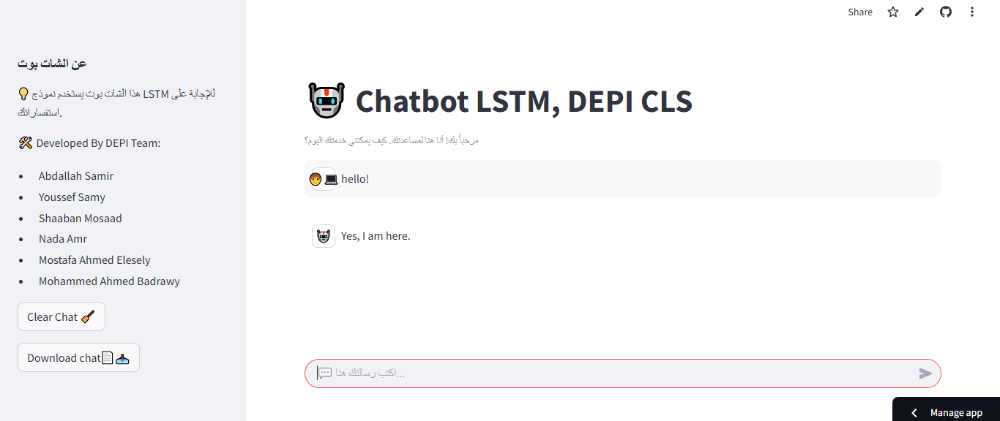 Share
عن الشات بوت
💡 هذا الشات بوت يستخدم نموذج LSTM للإجابة على
استفساراتك.
🛠 Developed By DEPI Team:
• Abdallah Samir
• Youssef Samy
• Shaaban Mosaad
• Nada Amr
• Mostafa Ahmed Elesely
• Mohammed Ahmed Badrawy
Clear Chat 🧹
Download chat📄📥
🤖 Chatbot LSTM, DEPI CLS
مرحباً بك! أنا هنا لمساعدتك. كيف يمكنني خدمتك اليوم؟
hello!
Yes, I am here.
💬 اكتب رسالتك هنا...
Manage app